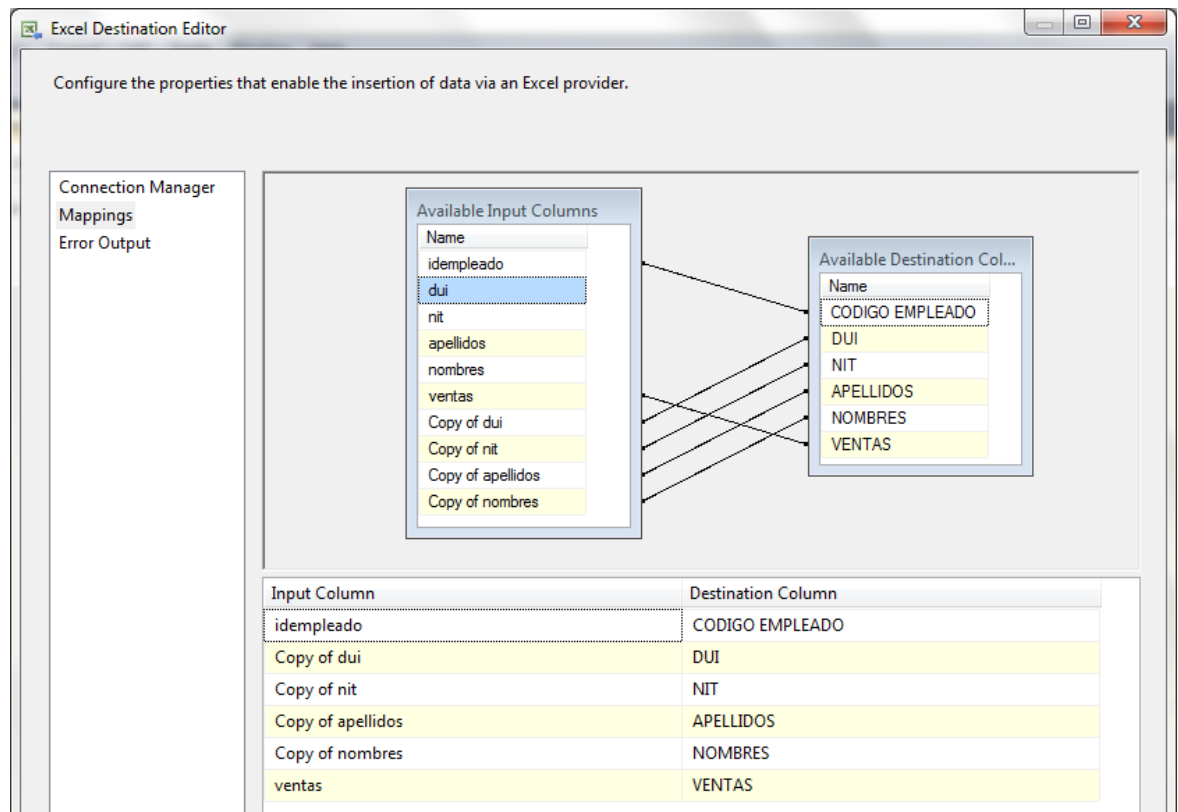 Excel Destination Editor
Configure the properties that enable the insertion of data via an Excel provider.
Connection Manager
Mappings
Error Output
Available Input Columns
Name
idempleado
dui
nit
apellidos
nombres
ventas
Copy of dui
Copy of nit
Copy of apellidos
Copy of nombres
Available Destination Col...
Name
CODIGO EMPLEADO
DUI
NIT
APELLIDOS
NOMBRES
VENTAS
Input Column Destination Column
idempleado CODIGO EMPLEADO
Copy of dui DUI
Copy of nit NIT
Copy of apellidos APELLIDOS
Copy of nombres NOMBRES
ventas VENTAS